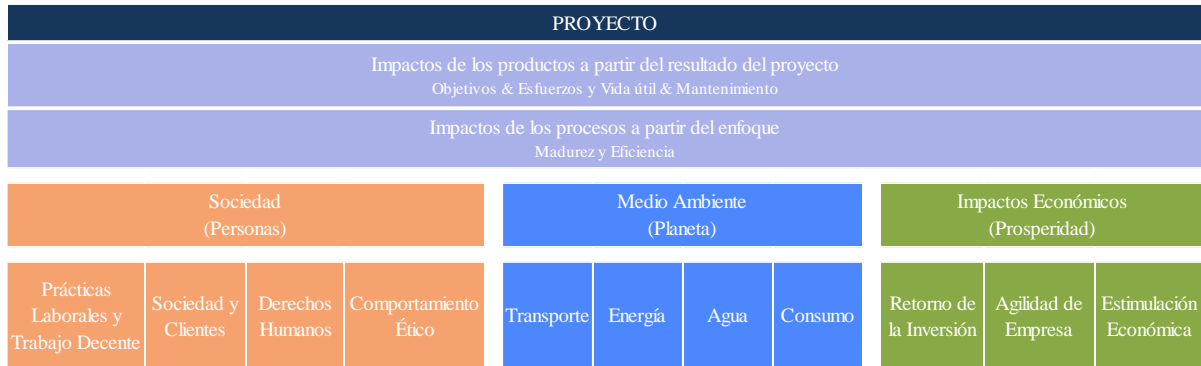 PROYECTO
Impactos de los productos a partir del resultado del proyecto
Objetivos & Esfuerzos y Vida útil & Mantenimiento
Impactos de los procesos a partir del enfoque
Madurez y Eficiencia
Sociedad
(Personas)
Medio Ambiente
(Planeta)
Impactos Económicos
(Prosperidad)
Prácticas
Laborales y
Trabajo Decente
Sociedad y
Clientes
Derechos
Humanos
Comportamiento
Ético
Transporte
Energía
Agua
Consumo
Retorno de
la Inversión
Agilidad de
Empresa
Estimulación
Económica